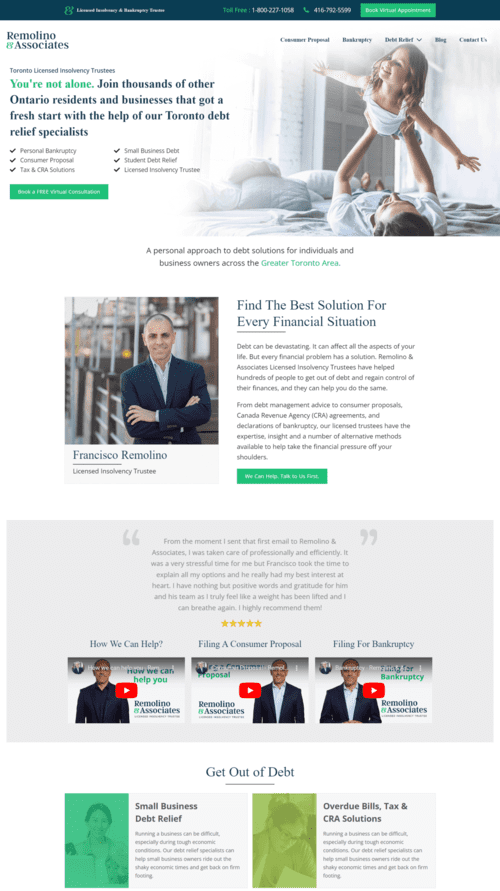 Licensed Insolvency & Bankruptcy Trustee
Toll Free : 1-800-227-1058
416-792-5599
Book Virtual Appointment
Remolino
& Associates
Consumer Proposal
Bankruptcy
Debt Relief
Blog
Contact Us
Toronto Licensed Insolvency Trustees
You're not alone. Join thousands of other
Ontario residents and businesses that got a
fresh start with the help of our Toronto debt
relief specialists
Personal Bankruptcy
Small Business Debt
Consumer Proposal
Student Debt Relief
Tax & CRA Solutions
Licensed Insolvency Trustee
Book a FREE Virtual Consultation
A personal approach to debt solutions for individuals and
business owners across the Greater Toronto Area.
Find The Best Solution For
Every Financial Situation
Debt can be devastating. It can affect all the aspects of your
life. But every financial problem has a solution. Remolino &
Associates Licensed Insolvency Trustees have helped
hundreds of people to get out of debt and regain control of
their finances, and they can help you do the same.
From debt management advice to consumer proposals,
Canada Revenue Agency (CRA) agreements, and
declarations of bankruptcy, our licensed trustees have the
expertise, insight and a number of alternative methods
available to help take the financial pressure off your
shoulders.
We Can Help. Talk to Us First.
Francisco Remolino
Licensed Insolvency Trustee
From the moment I sent that first email to Remolino &
Associates, I was taken care of professionally and efficiently. It
was a very stressful time for me but Francisco took the time to
explain all my options and he really had my best interest at
heart. I have nothing but positive words and gratitude for him
and his team as I truly feel like a weight has been lifted and I
can breathe again. I highly recommend them!
How We Can Help?
Filing A Consumer Proposal
Filing For Bankruptcy
How we can help you
help you
Remolino
& Associates
LICENSED INSOLVENCY TRUSTEE
Proposal
Remolino
& Associates
LICENSED INSOLVENCY TRUSTEE
Bankruptcy
Filing for
Bankruptcy
Remolino
& Associates
LICENSED INSOLVENCY TRUSTEE
Get Out of Debt
Small Business
Debt Relief
Running a business can be difficult,
especially during tough economic
conditions. Our debt relief specialists can
help small business owners ride out the
shaky economic times and get back on firm
footing.
Overdue Bills, Tax &
CRA Solutions
Running a business can be difficult,
especially during tough economic
conditions. Our debt relief specialists can
help small business owners ride out the
shaky economic times and get back on firm
footing.